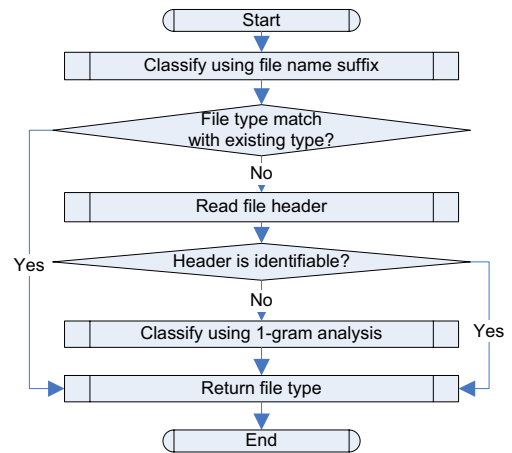 Start
Classify using file name suffix
File type match
with existing type?
No
Read file header
Yes
Header is identifiable?
No
Yes
Classify using 1-gram analysis
Return file type
End